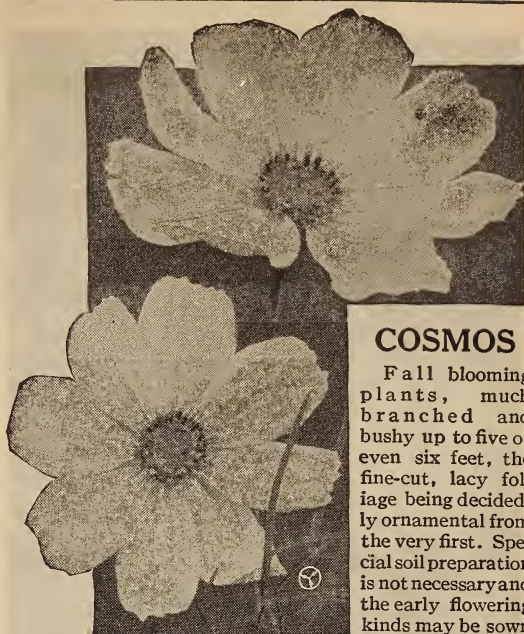 COSMOS
Fall blooming
plants, much
branched and
bushy up to five o
even six feet, the
fine-cut, lacy fol
iage being decided
ly ornamental from
the very first. Spe
cial soil preparation
is not necessary and
the early flowering
kinds may be sown